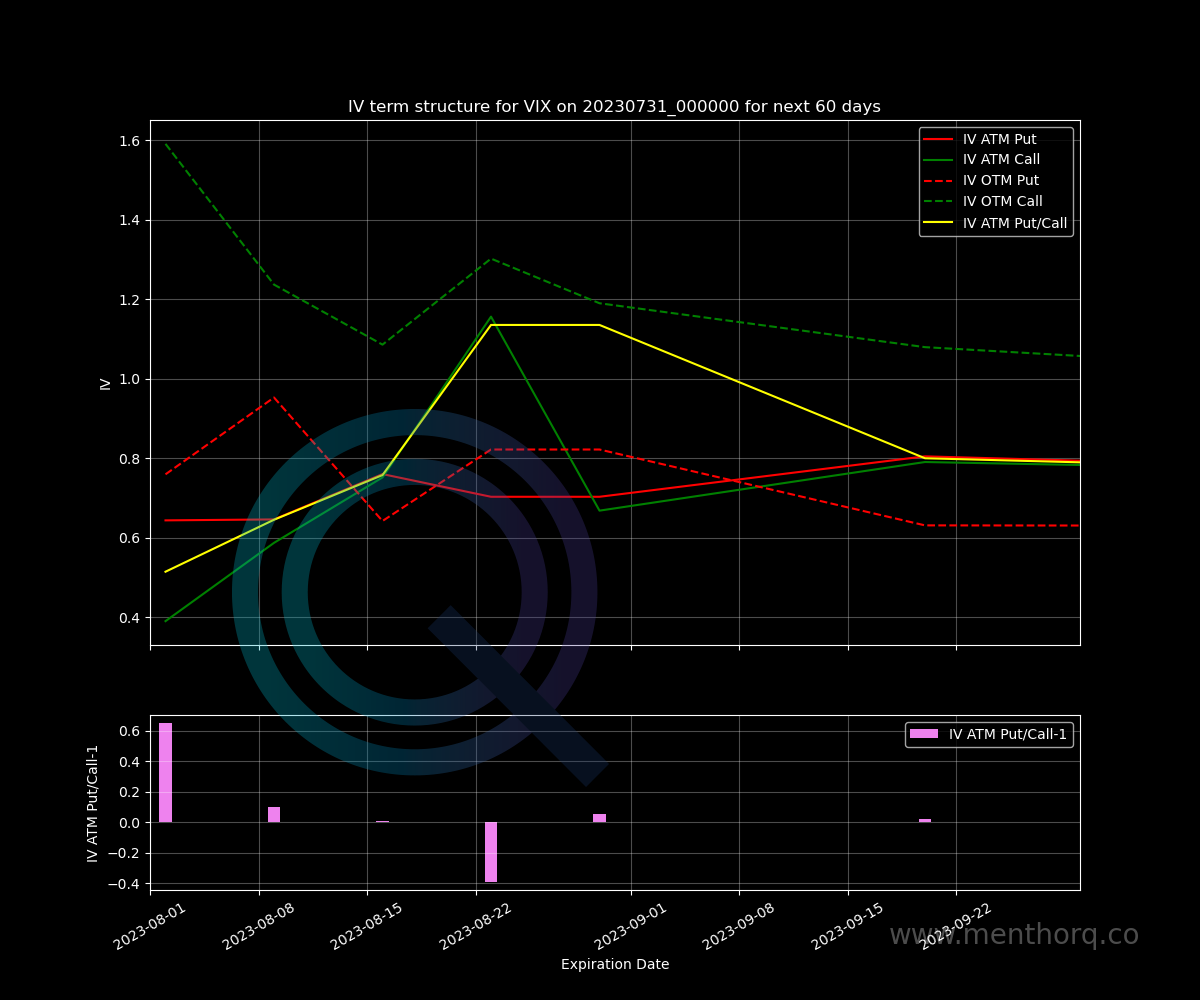 IV term structure for VIX on 20230731_000000 for next 60 days
1.6
1.4
1.2
1.0
0.8
0.6
0.4
IV
IV ATM Put
IV ATM Call
IV OTM Put
IV OTM Call
IV ATM Put/Call
0.6
0.4
0.2
0.0
−0.2
−0.4
IV ATM Put/Call-1
IV ATM Put/Call-1
2023-08-01
2023-08-08
2023-08-15
2023-08-22
2023-09-01
2023-09-08
2023-09-15
2023-09-22
Expiration Date
www.menthorq.co